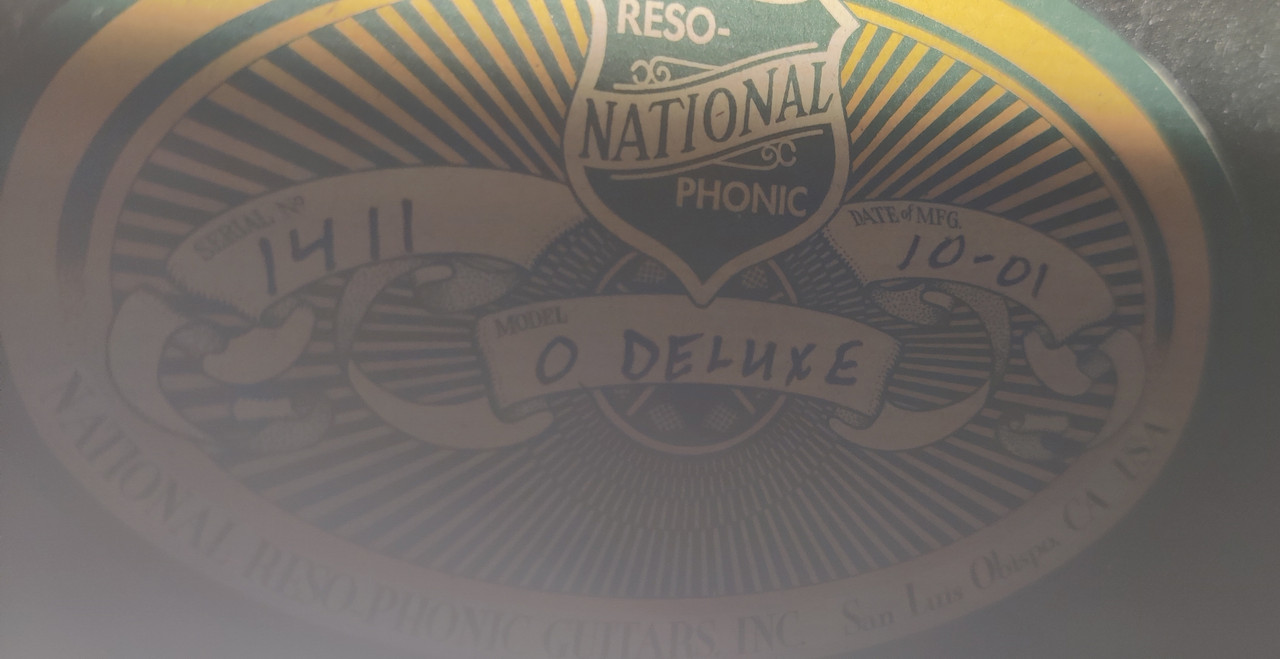 RESO-
NATIONAL
PHONIC
SERIAL Nº
1411
DATE of MFG.
10-01
MODEL
O DELUXE
NATIONAL RESO-PHONIC GUITARS INC. San Luis Obispo CA USA